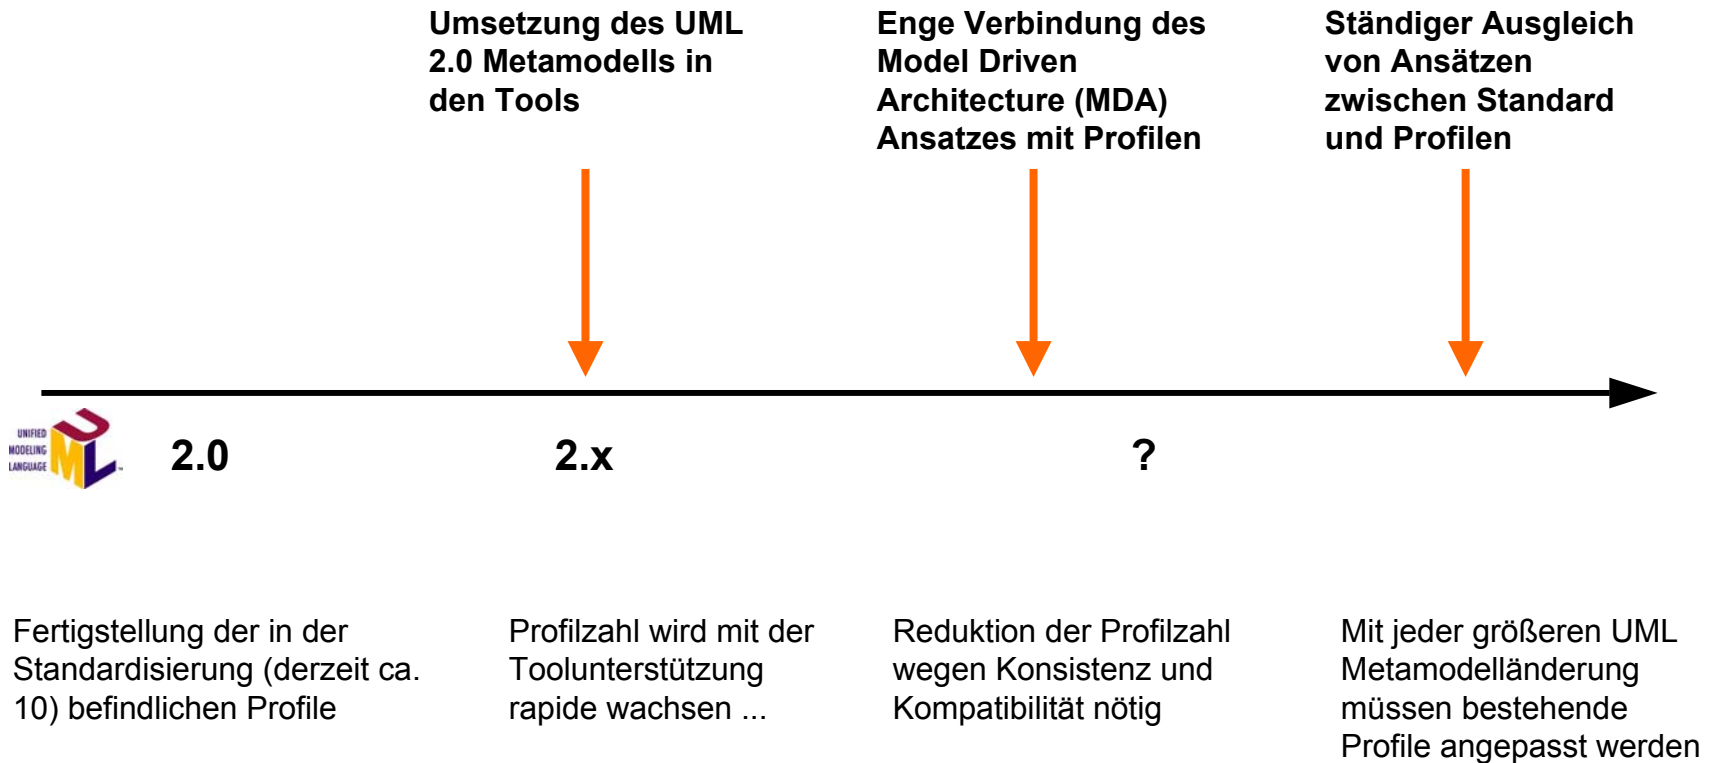 Umsetzung des UML
2.0 Metamodells in
den Tools
Enge Verbindung des
Model Driven
Architecture (MDA)
Ansatzes mit Profilen
Ständiger Ausgleich
von Ansätzen
zwischen Standard
und Profilen
UNIFIED
MODELING
LANGUAGE
UML
2.0
2.x
?
Fertigstellung der in der
Standardisierung (derzeit ca.
10) befindlichen Profile
Profilzahl wird mit der
Toolunterstützung
rapide wachsen ...
Reduktion der Profilzahl
wegen Konsistenz und
Kompatibilität nötig
Mit jeder größeren UML
Metamodelländerung
müssen bestehende
Profile angepasst werden